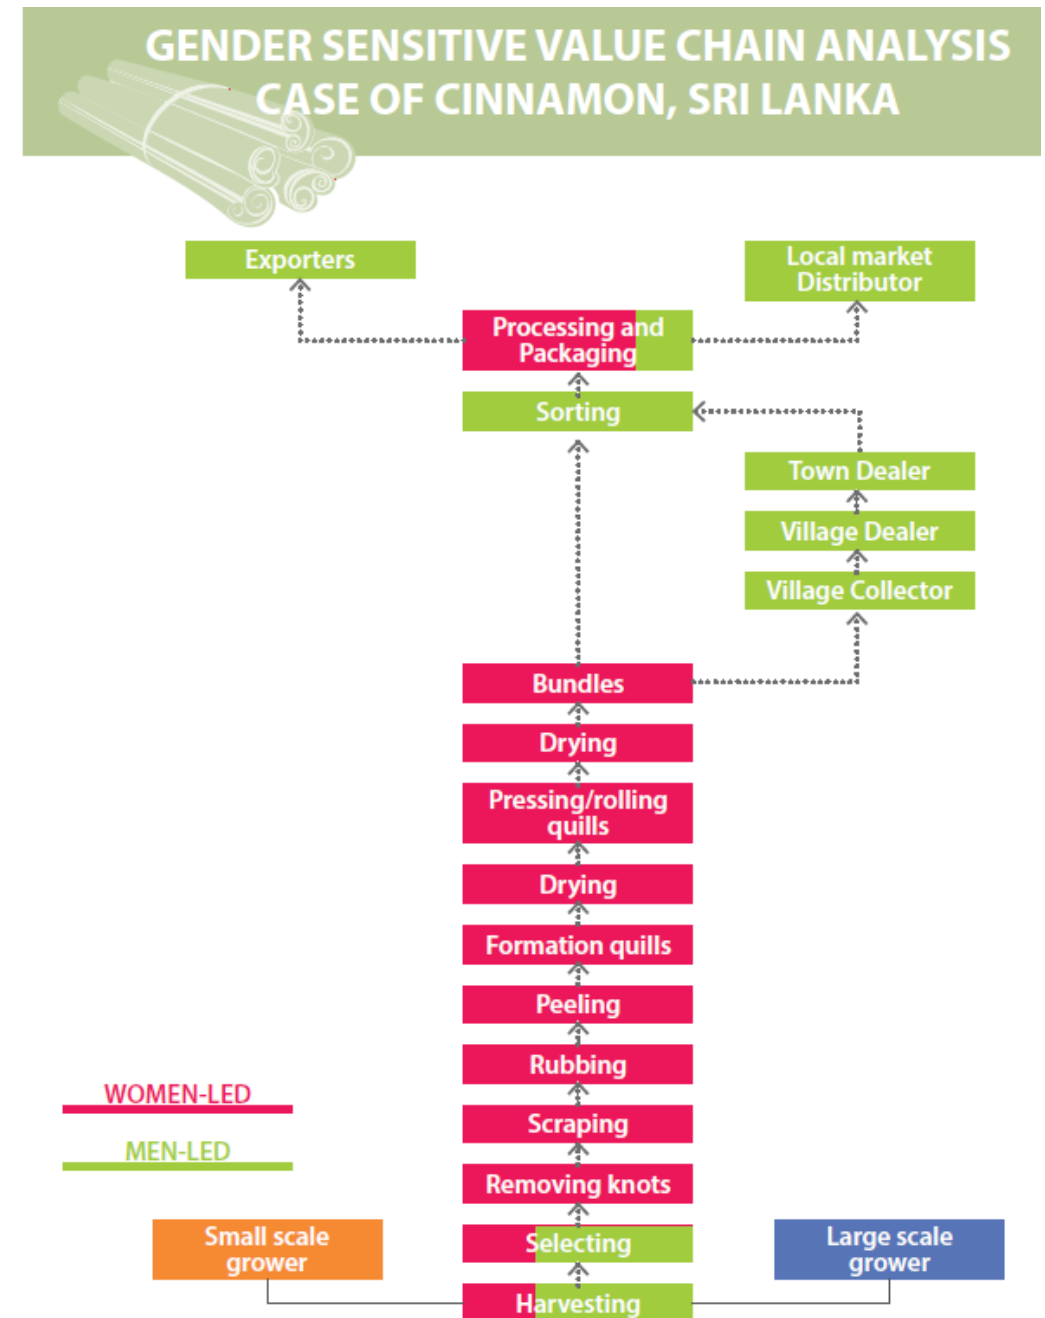 GENDER SENSITIVE VALUE CHAIN ANALYSIS
CASE OF CINNAMON, SRI LANKA
Exporters
Local market
Distributor
Processing and
Packaging
Sorting
Town Dealer
Village Dealer
Village Collector
Bundles
Drying
Pressing/rolling
quills
Drying
Formation quills
Peeling
Rubbing
WOMEN-LED
Scraping
MEN-LED
Removing knots
Small scale
grower
Selecting
Large scale
grower
Harvesting